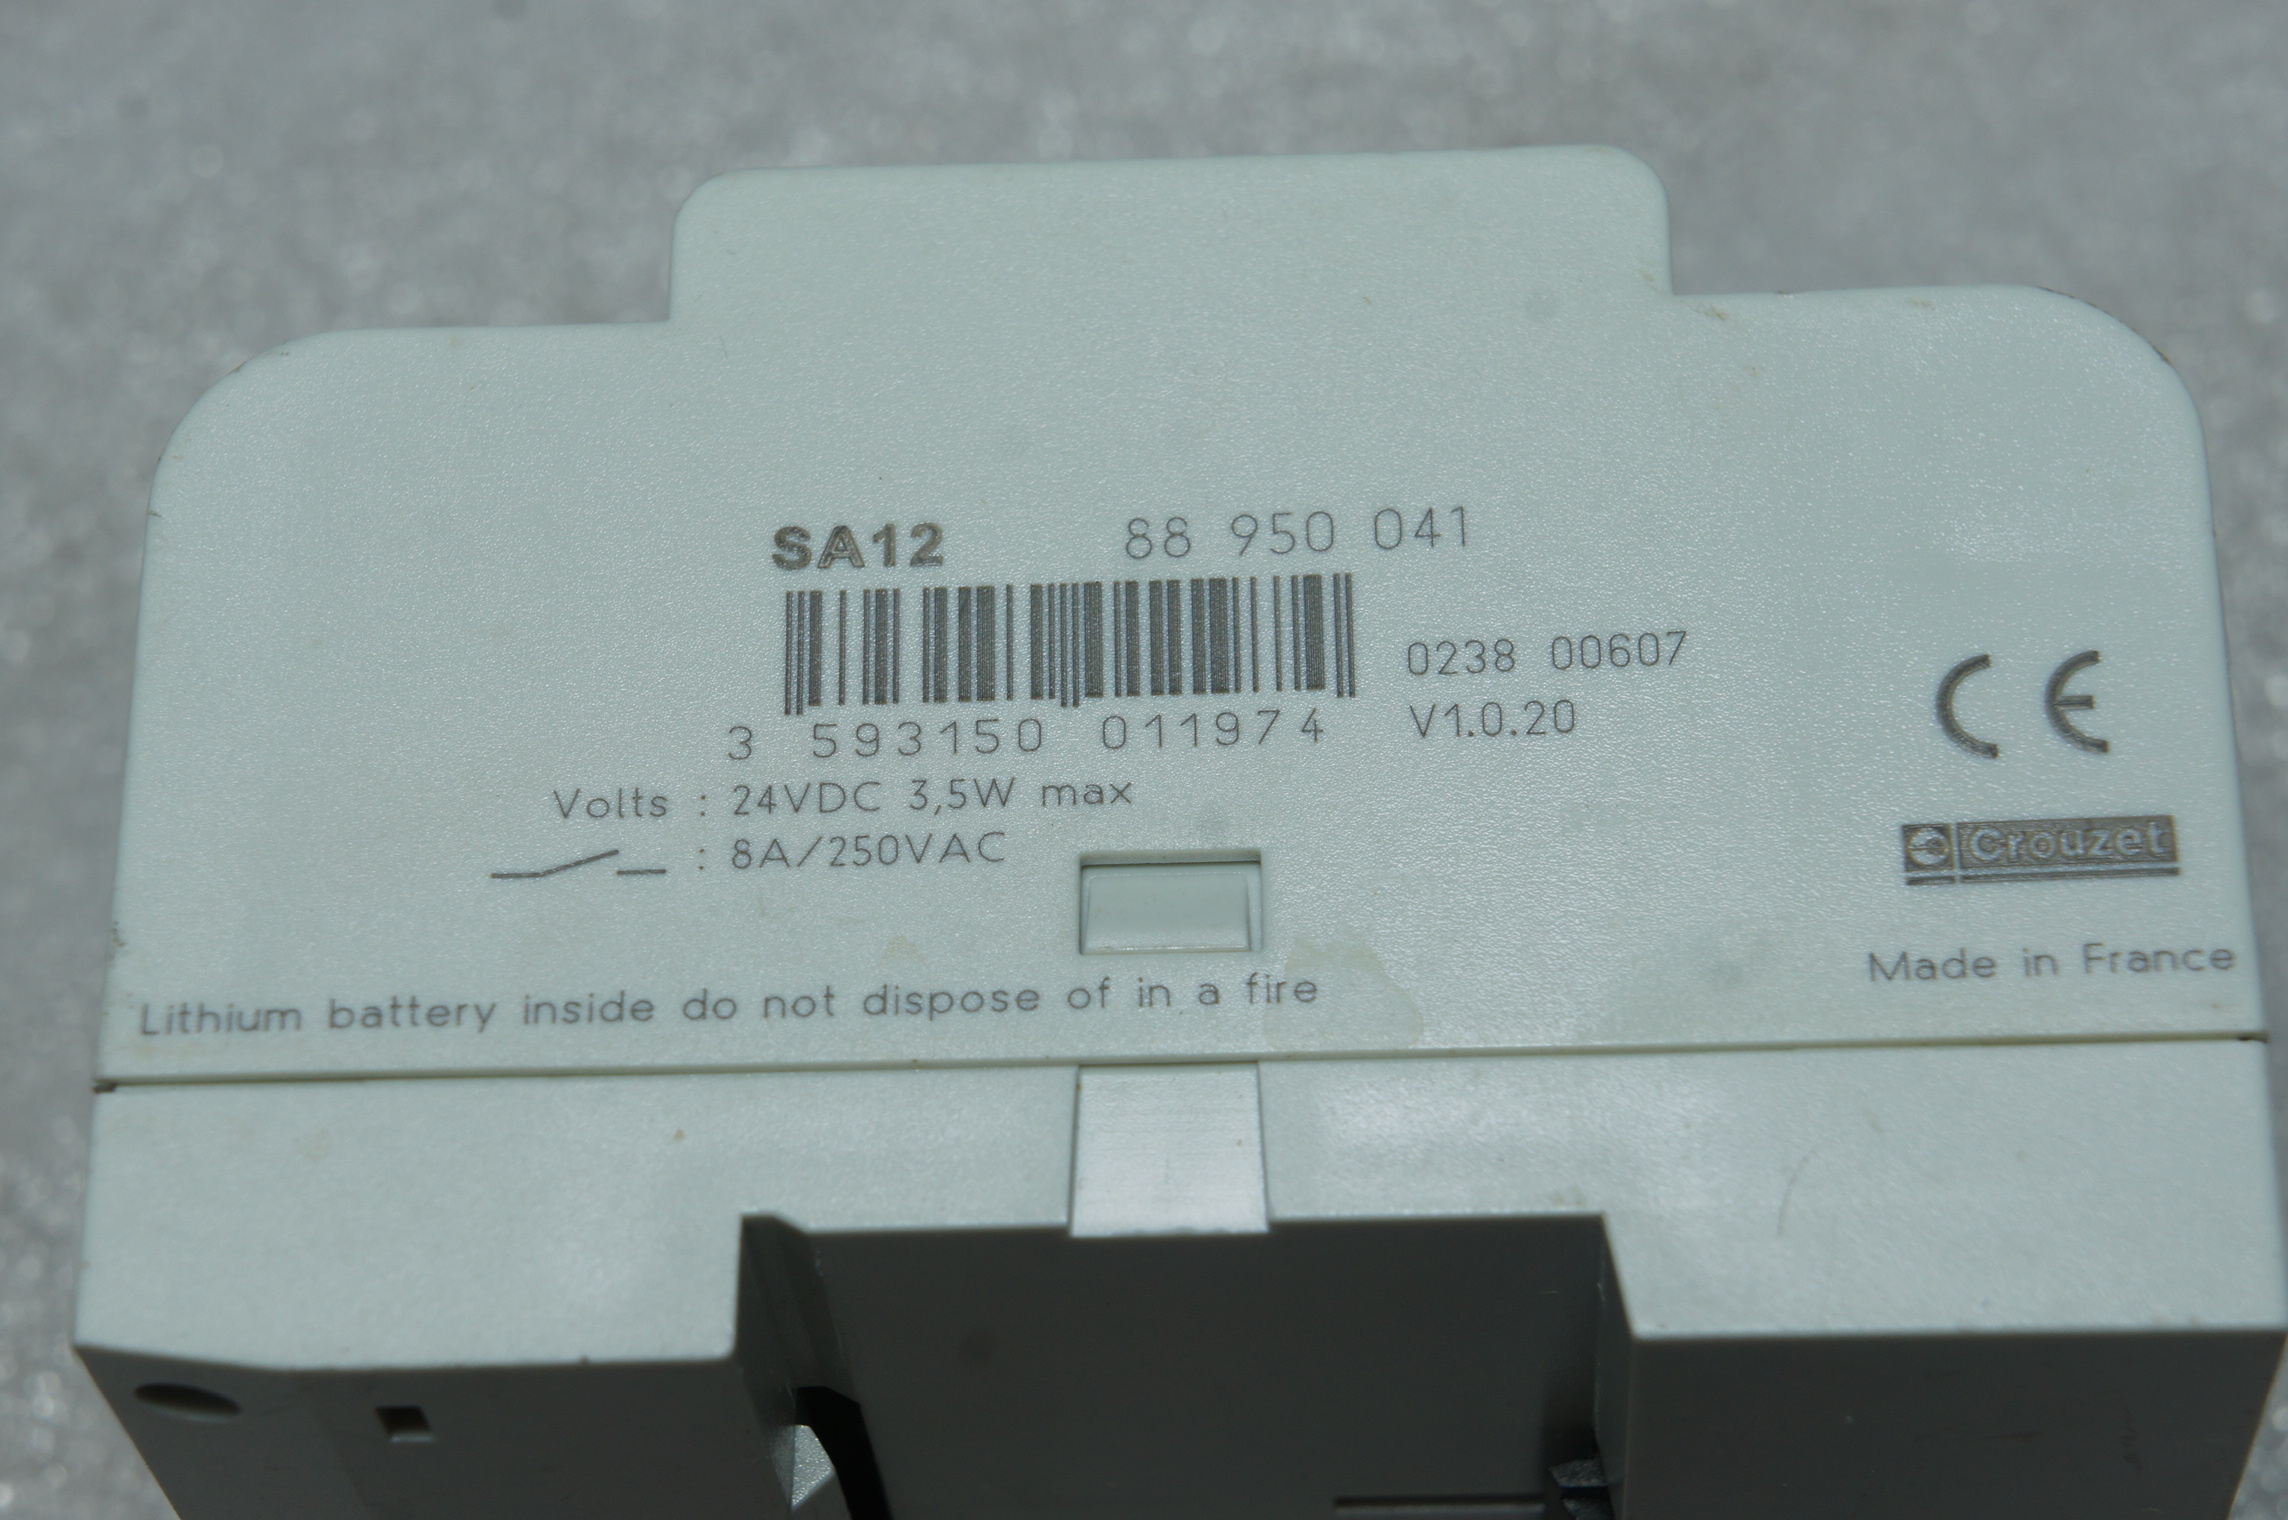 SA12 88 950 041
0238 00607
3 593150 011974 V1.0.20
Volts : 24VDC 3,5W max
: 8A/250VAC
CE
Crouzet
Made in France
Lithium battery inside do not dispose of in a fire